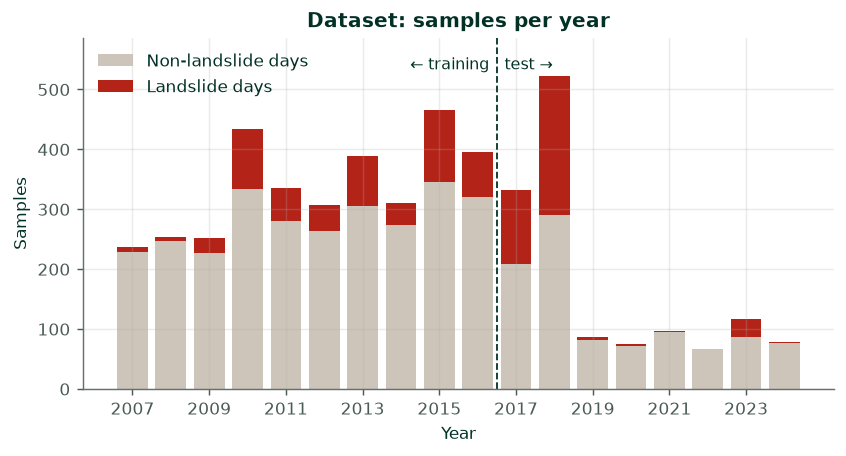 Dataset: samples per year
Non-landslide days
Landslide days
← training
test →
Samples
500
400
300
200
100
0
2007
2009
2011
2013
2015
2017
2019
2021
2023
Year